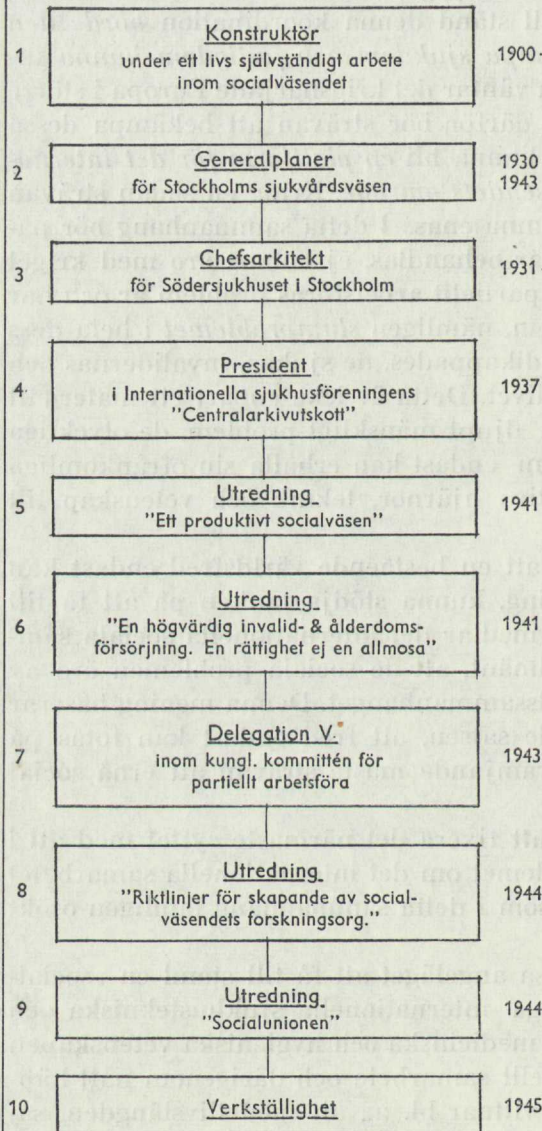 Konstruktör
1 under ett livs självständigt arbete 1900-
inom socialväsendet
Generalplaner 1930
2 för Stockholms sjukvårdsväsen 1943
Chefsarkitekt 1931
3 för Södersjukhuset i Stockholm
President
4 i Internationella sjukhusföreningens 1937
"Centralarkivutskott"
Utredning.
5 "Ett produktivt socialväsen" 1941
Utredning.
6 "En högvärdig invalid- & ålderdoms- 1941
försörjning. En rättighet ej en allmosa"
Delegation V.
7 inom kungl. kommittén för 1943
partiellt arbetsföra
Utredning.
8 "Riktlinjer för skapande av social- 1944
väsendets forskningsorg."
Utredning.
9 "Socialunionen" 1944
10 Verkställighet 1945